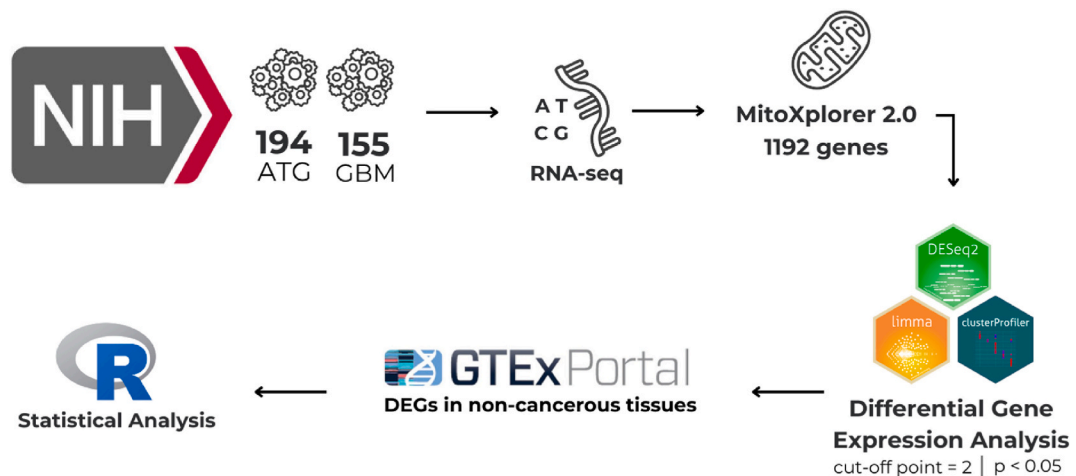 NIH
194
ATG
155
GBM
A T
C G
RNA-seq
MitoXplorer 2.0
1192 genes
DESeq2
limma
clusterProfiler
Differential Gene
Expression Analysis
cut-off point = 2 | p < 0.05
GTEx Portal
DEGs in non-cancerous tissues
R
Statistical Analysis